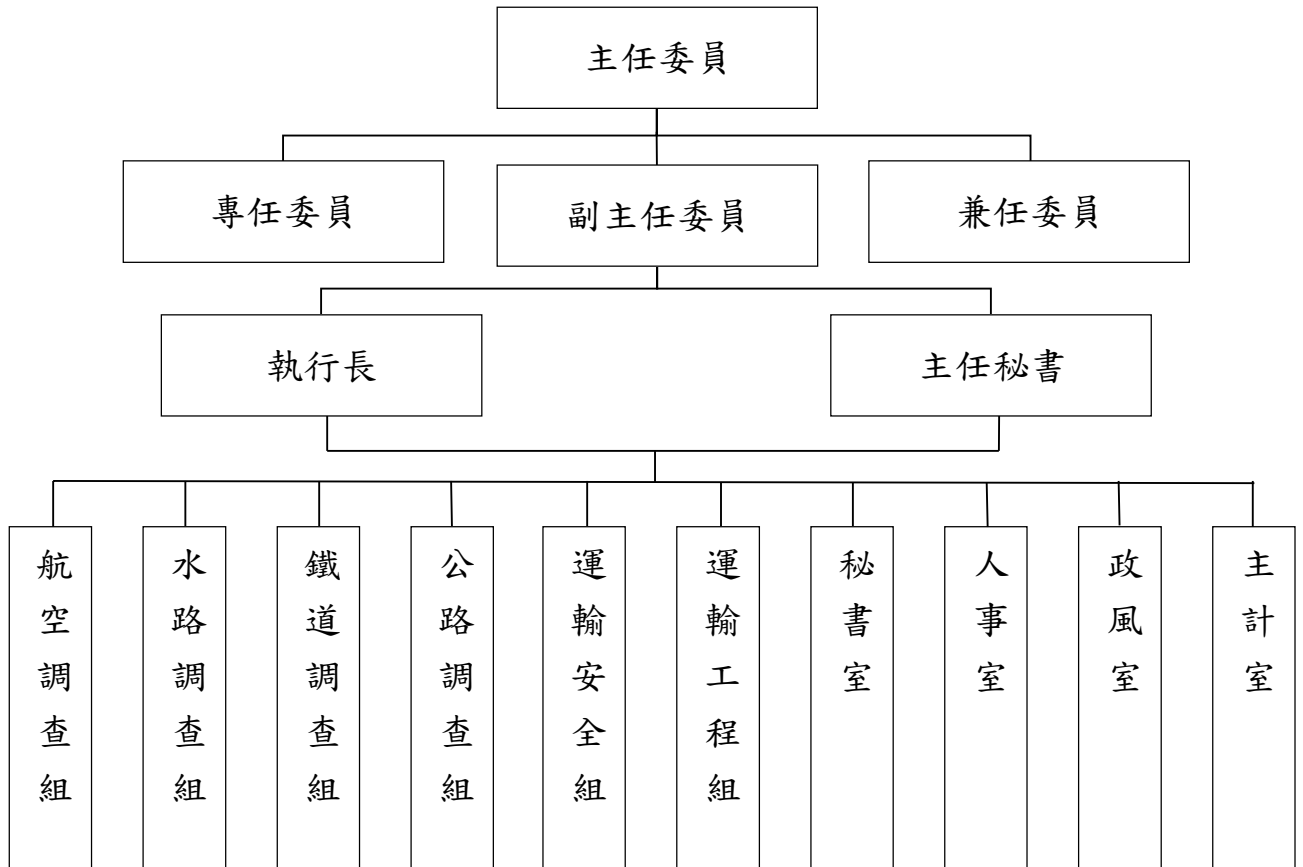 主任委員
專任委員
副主任委員
兼任委員
執行長
主任秘書
航空調查組
水路調查組
鐵道調查組
公路調查組
運輸安全組
運輸工程組
秘書室
人事室
政風室
主計室